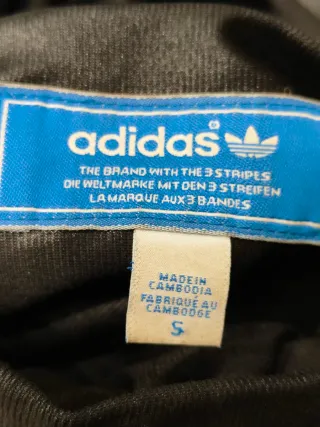 adidas
THE BRAND WITH THE 3 STRIPES
DIE WELTMARKE MIT DEN 3 STREIFEN
LA MARQUE AUX 3 BANDES
MADE IN
CAMBODIA
FABRIQUÉ AU
CAMBODGE
S